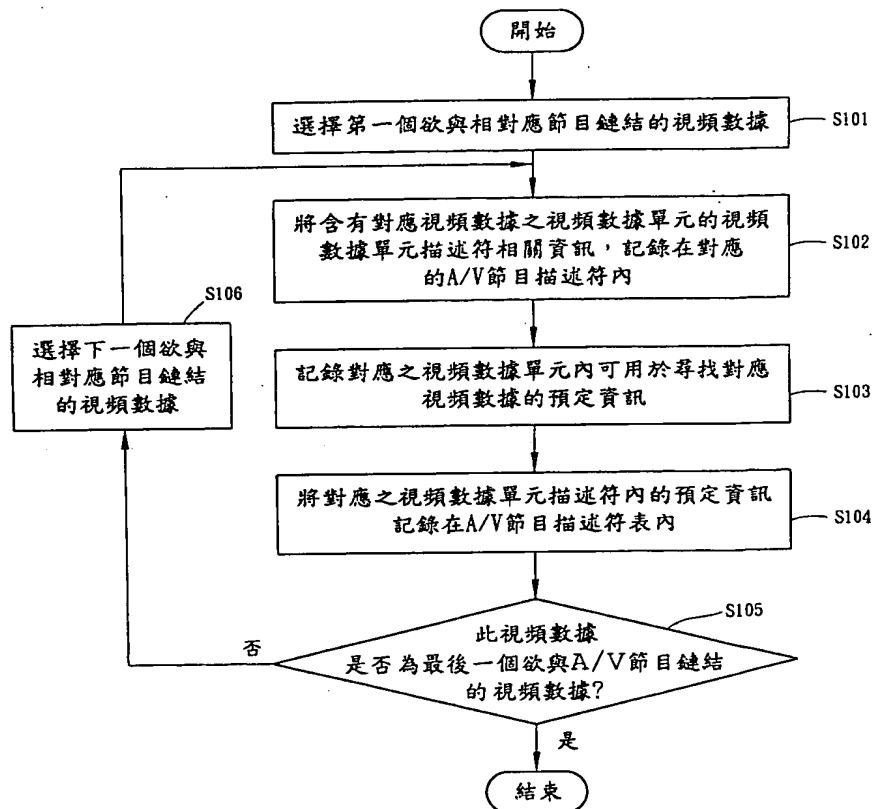 開始
選擇第一個欲與相對應節目鏈結的視頻數據
S101
將含有對應視頻數據之視頻數據單元的視頻
數據單元描述符相關資訊，記錄在對應
的A/V節目描述符內
S102
S106
選擇下一個欲與
相對應節目鏈結
的視頻數據
記錄對應之視頻數據單元內可用於尋找對應
視頻數據的預定資訊
S103
將對應之視頻數據單元描述符內的預定資訊
記錄在A/V節目描述符表內
S104
S105
此視頻數據
是否為最後一個欲與A/V節目鏈結
的視頻數據?
否
是
結束